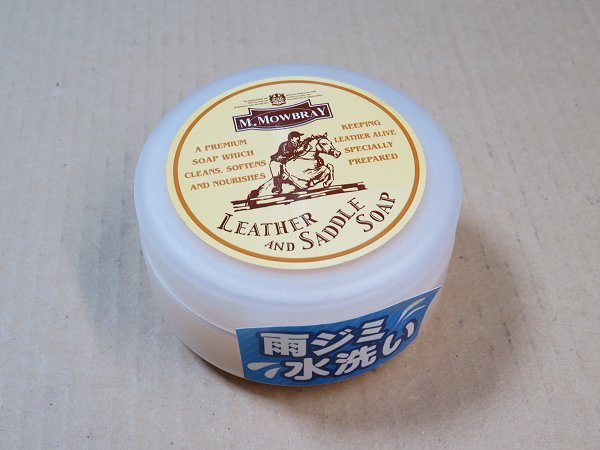 M.MOWBRAY
A PREMIUM
SOAP WHICH
CLEANS, SOFTENS
AND NOURISHES
KEEPING
LEATHER ALIVE
SPECIALLY
PREPARED
LEATHER
AND SADDLE
SOAP
雨ジミ
水洗い